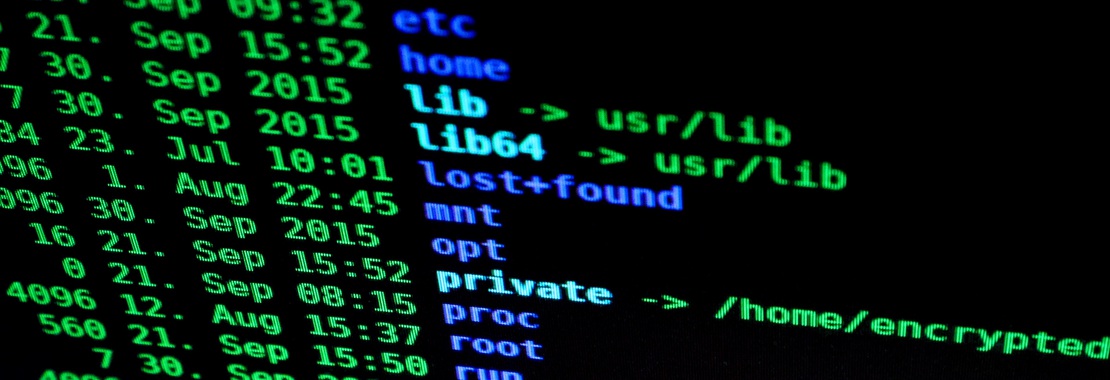 Sep 09:32 etc
21. Sep 15:52 home
7 30. Sep 2015 lib -> usr/lib
7 30. Sep 2015 lib64 -> usr/lib
84 23. Jul 10:01 lost+found
096 1. Aug 22:45 mnt
096 30. Sep 2015 opt
16 21. Sep 15:52 private -> /home/encrypted
0 21. Sep 08:15 proc
4096 12. Aug 15:37 root
560 21. Sep 15:50 run
7 30. Sep
4096